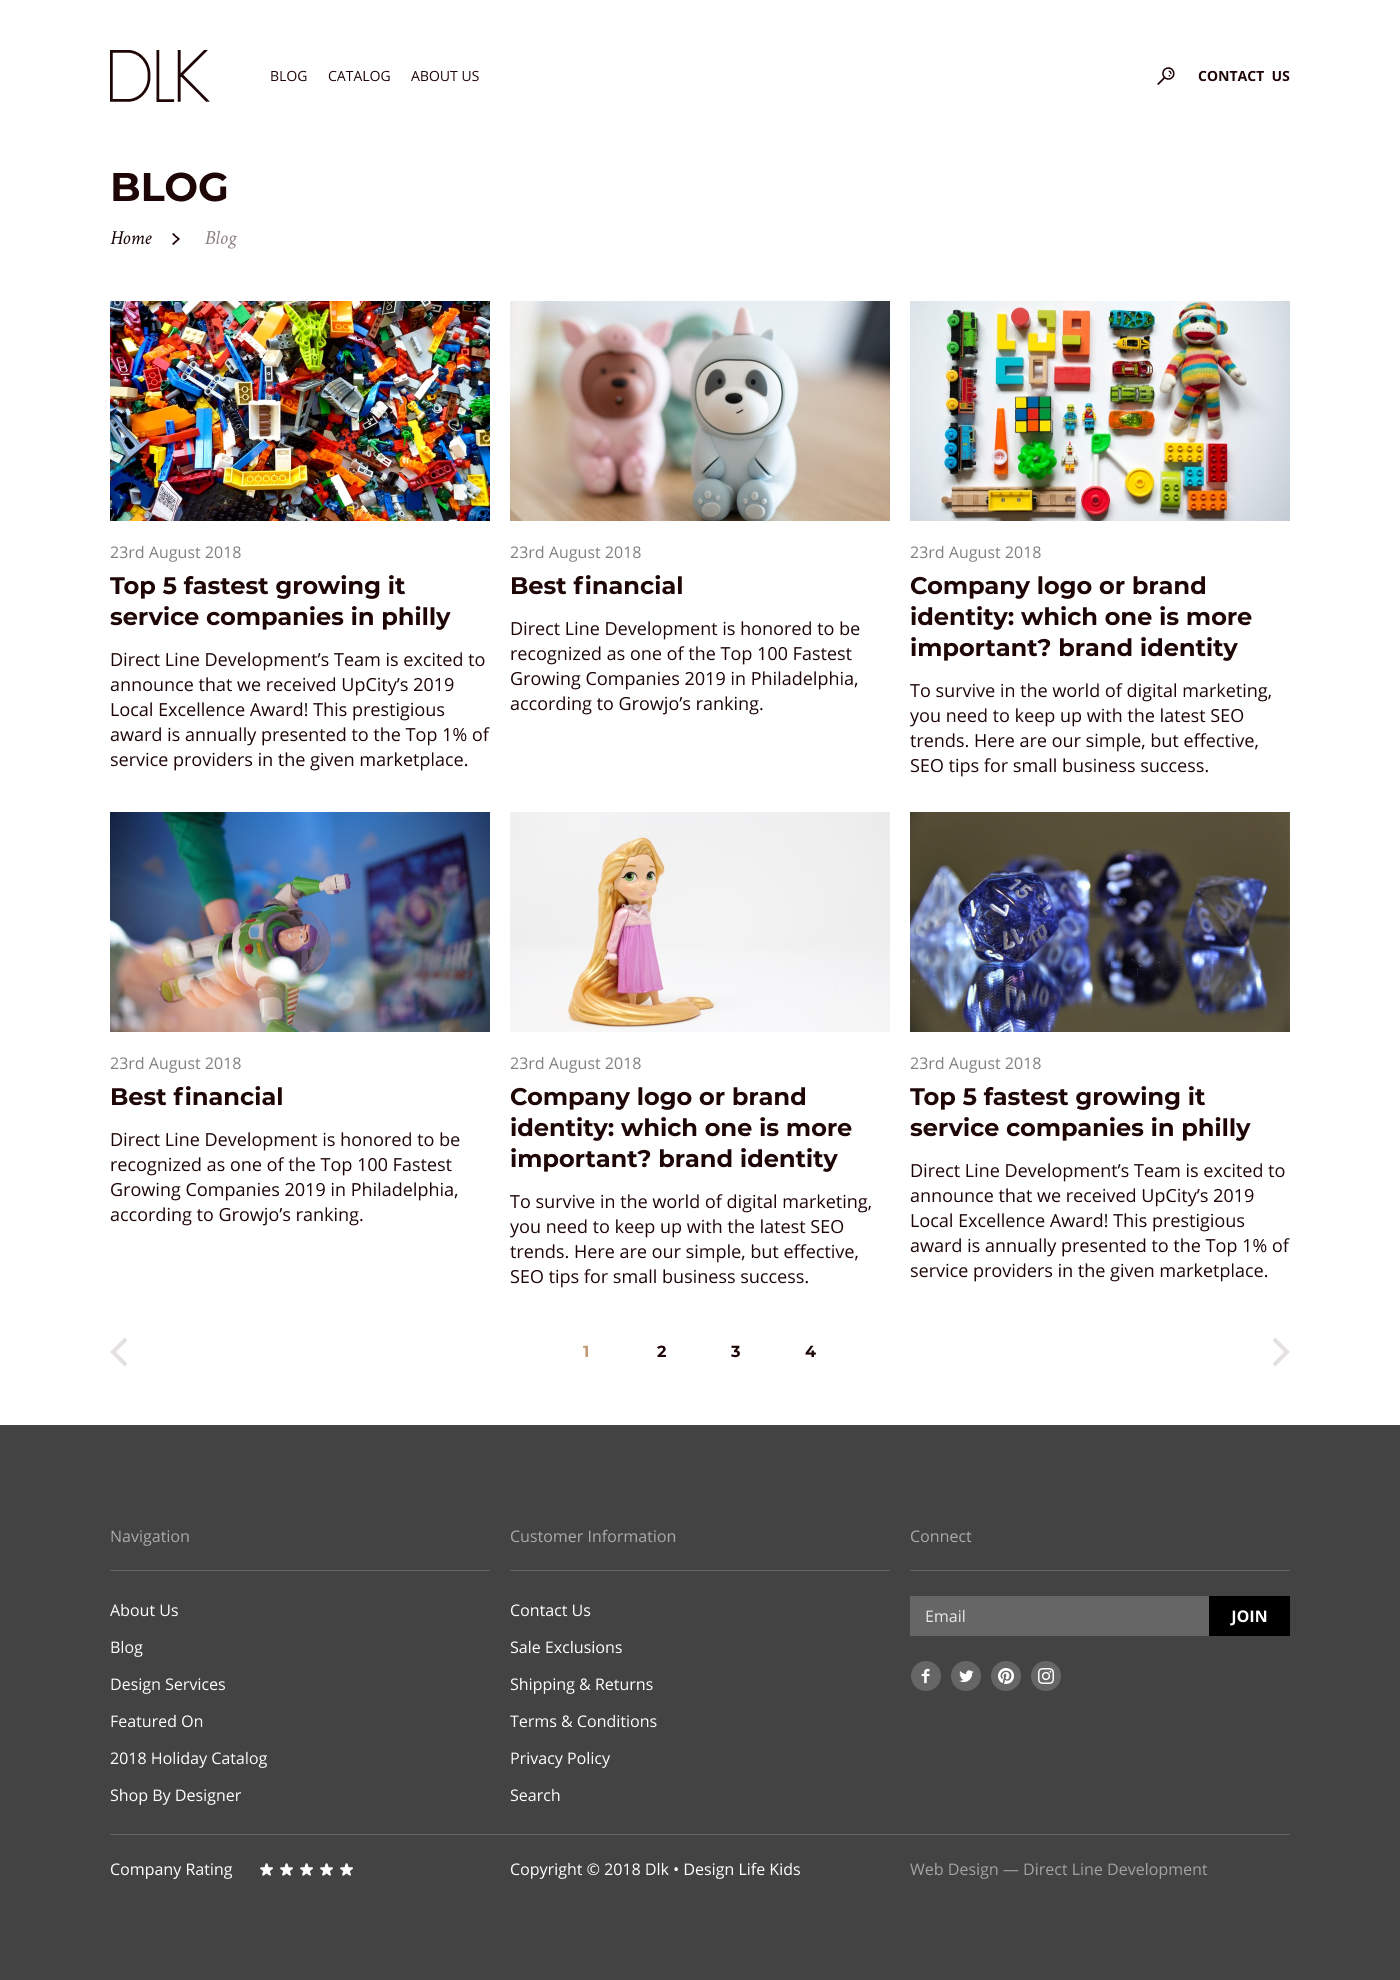 DLK
BLOG CATALOG ABOUT US
CONTACT US
BLOG
Home
Blog
23rd August 2018
Top 5 fastest growing it
service companies in philly
Direct Line Development’s Team is excited to
announce that we received UpCity’s 2019
Local Excellence Award! This prestigious
award is annually presented to the Top 1% of
service providers in the given marketplace.
23rd August 2018
Best financial
Direct Line Development is honored to be
recognized as one of the Top 100 Fastest
Growing Companies 2019 in Philadelphia,
according to Growjo’s ranking.
23rd August 2018
Company logo or brand
identity: which one is more
important? brand identity
To survive in the world of digital marketing,
you need to keep up with the latest SEO
trends. Here are our simple, but effective,
SEO tips for small business success.
23rd August 2018
Best financial
Direct Line Development is honored to be
recognized as one of the Top 100 Fastest
Growing Companies 2019 in Philadelphia,
according to Growjo’s ranking.
23rd August 2018
Company logo or brand
identity: which one is more
important? brand identity
To survive in the world of digital marketing,
you need to keep up with the latest SEO
trends. Here are our simple, but effective,
SEO tips for small business success.
15
1
7
17
10
23rd August 2018
Top 5 fastest growing it
service companies in philly
Direct Line Development’s Team is excited to
announce that we received UpCity’s 2019
Local Excellence Award! This prestigious
award is annually presented to the Top 1% of
service providers in the given marketplace.
1 2 3 4
Navigation
About Us
Blog
Design Services
Featured On
2018 Holiday Catalog
Shop By Designer
Customer Information
Contact Us
Sale Exclusions
Shipping & Returns
Terms & Conditions
Privacy Policy
Search
Connect
Email
JOIN
Company Rating
Copyright © 2018 Dlk • Design Life Kids
Web Design — Direct Line Development